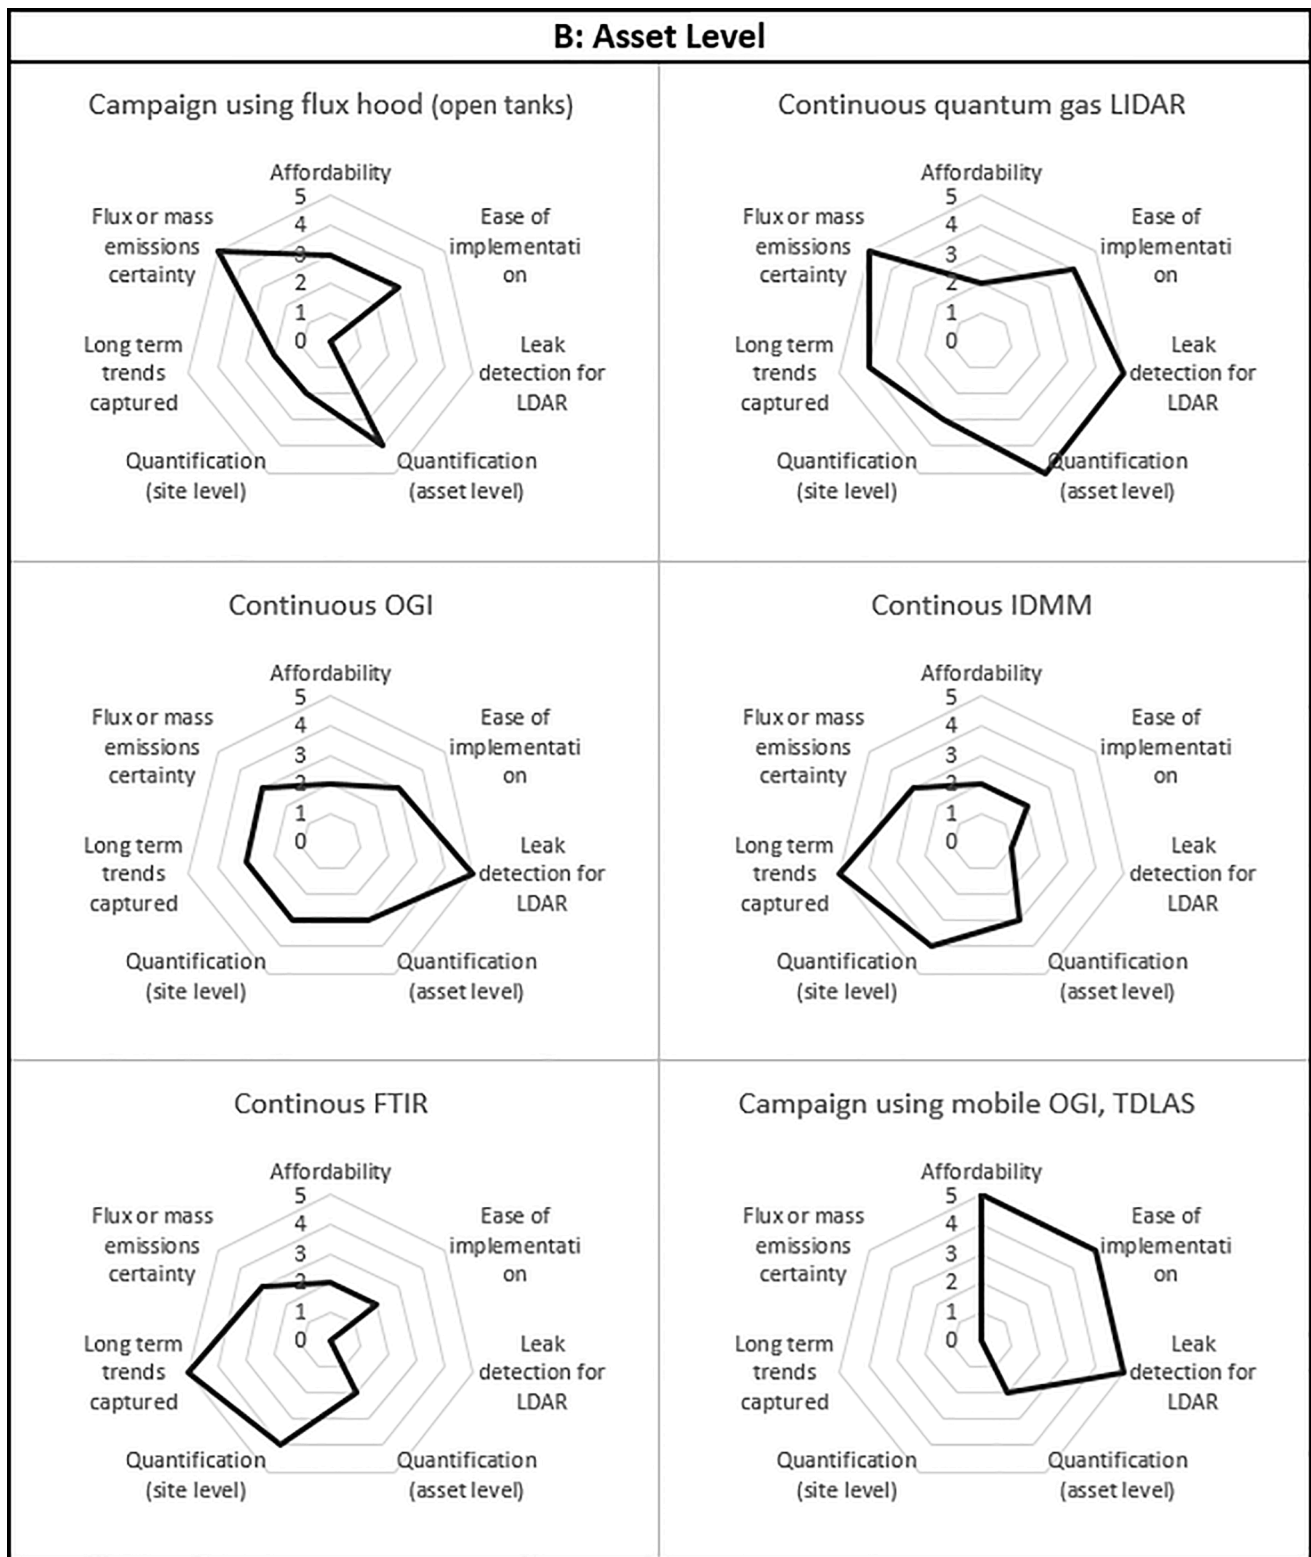 B: Asset Level
Campaign using flux hood (open tanks)
Affordability
5
4
3
2
1
0
Ease of
implementati
on
Leak
detection for
LDAR
Quantification
(asset level)
Quantification
(site level)
Long term
trends
captured
Flux or mass
emissions
certainty
Continuous quantum gas LIDAR
Affordability
5
4
3
2
1
0
Ease of
implementati
on
Leak
detection for
LDAR
Quantification
(asset level)
Quantification
(site level)
Long term
trends
captured
Flux or mass
emissions
certainty
Continuous OGI
Affordability
5
4
3
2
1
0
Ease of
implementati
on
Leak
detection for
LDAR
Quantification
(asset level)
Quantification
(site level)
Long term
trends
captured
Flux or mass
emissions
certainty
Continous IDMM
Affordability
5
4
3
2
1
0
Ease of
implementati
on
Leak
detection for
LDAR
Quantification
(asset level)
Quantification
(site level)
Long term
trends
captured
Flux or mass
emissions
certainty
Continous FTIR
Affordability
5
4
3
2
1
0
Ease of
implementati
on
Leak
detection for
LDAR
Quantification
(asset level)
Quantification
(site level)
Long term
trends
captured
Flux or mass
emissions
certainty
Campaign using mobile OGI, TDLAS
Affordability
5
4
3
2
1
0
Ease of
implementati
on
Leak
detection for
LDAR
Quantification
(asset level)
Quantification
(site level)
Long term
trends
captured
Flux or mass
emissions
certainty